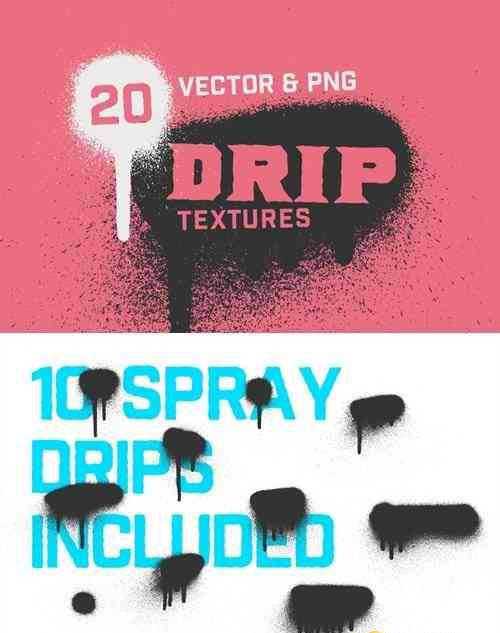 20
VECTOR & PNG
DRIP
TEXTURES
10 SPRAY
DRIPS
INCLUDED